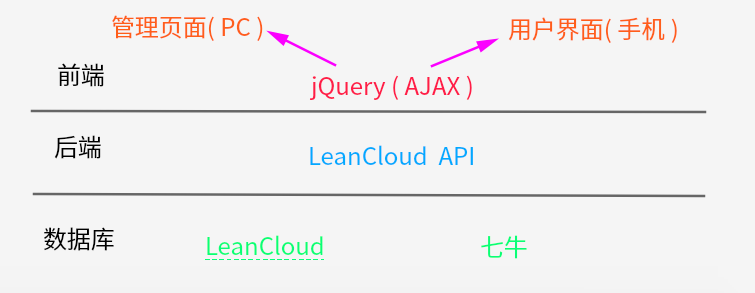 管理页面( PC )
用户界面( 手机 )
前端
jQuery ( AJAX )
后端
LeanCloud API
数据库
LeanCloud
七牛